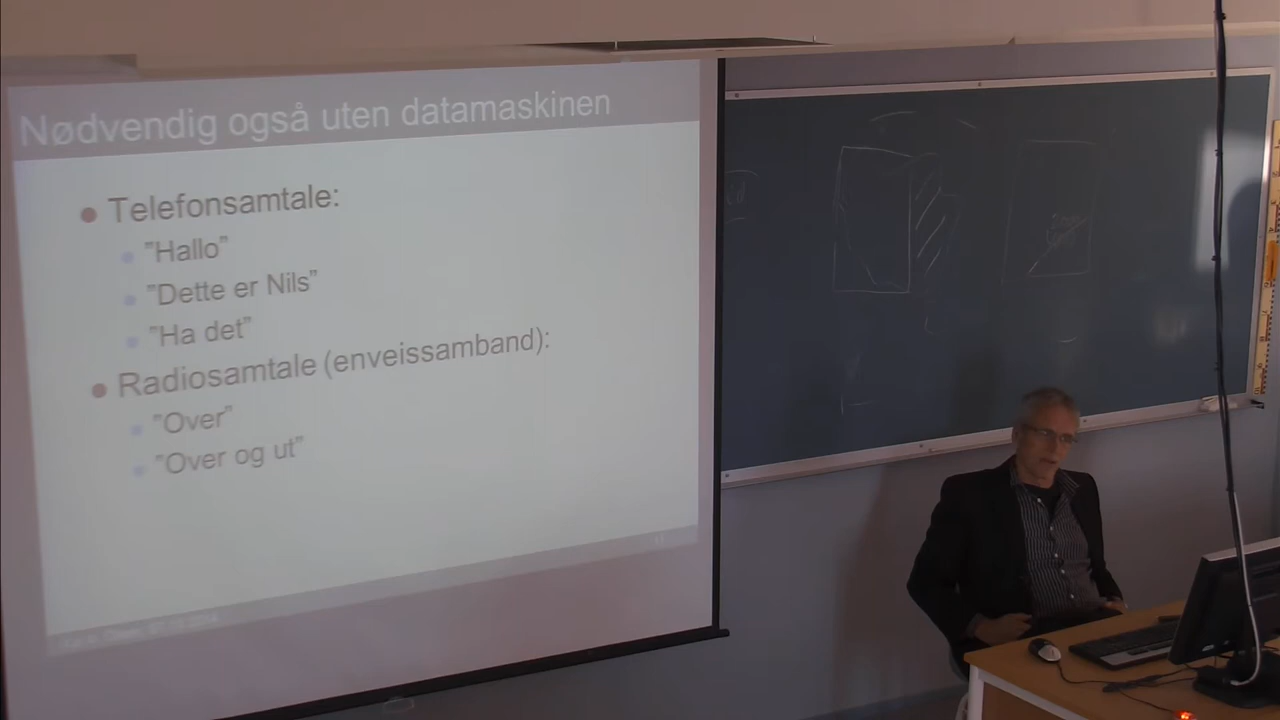 Nødvendig også uten datamaskinen
Telefonsamtale:
"Hallo"
"Dette er Nils"
"Ha det"
Radiosamtale (enveissamband):
"Over"
"Over og ut"